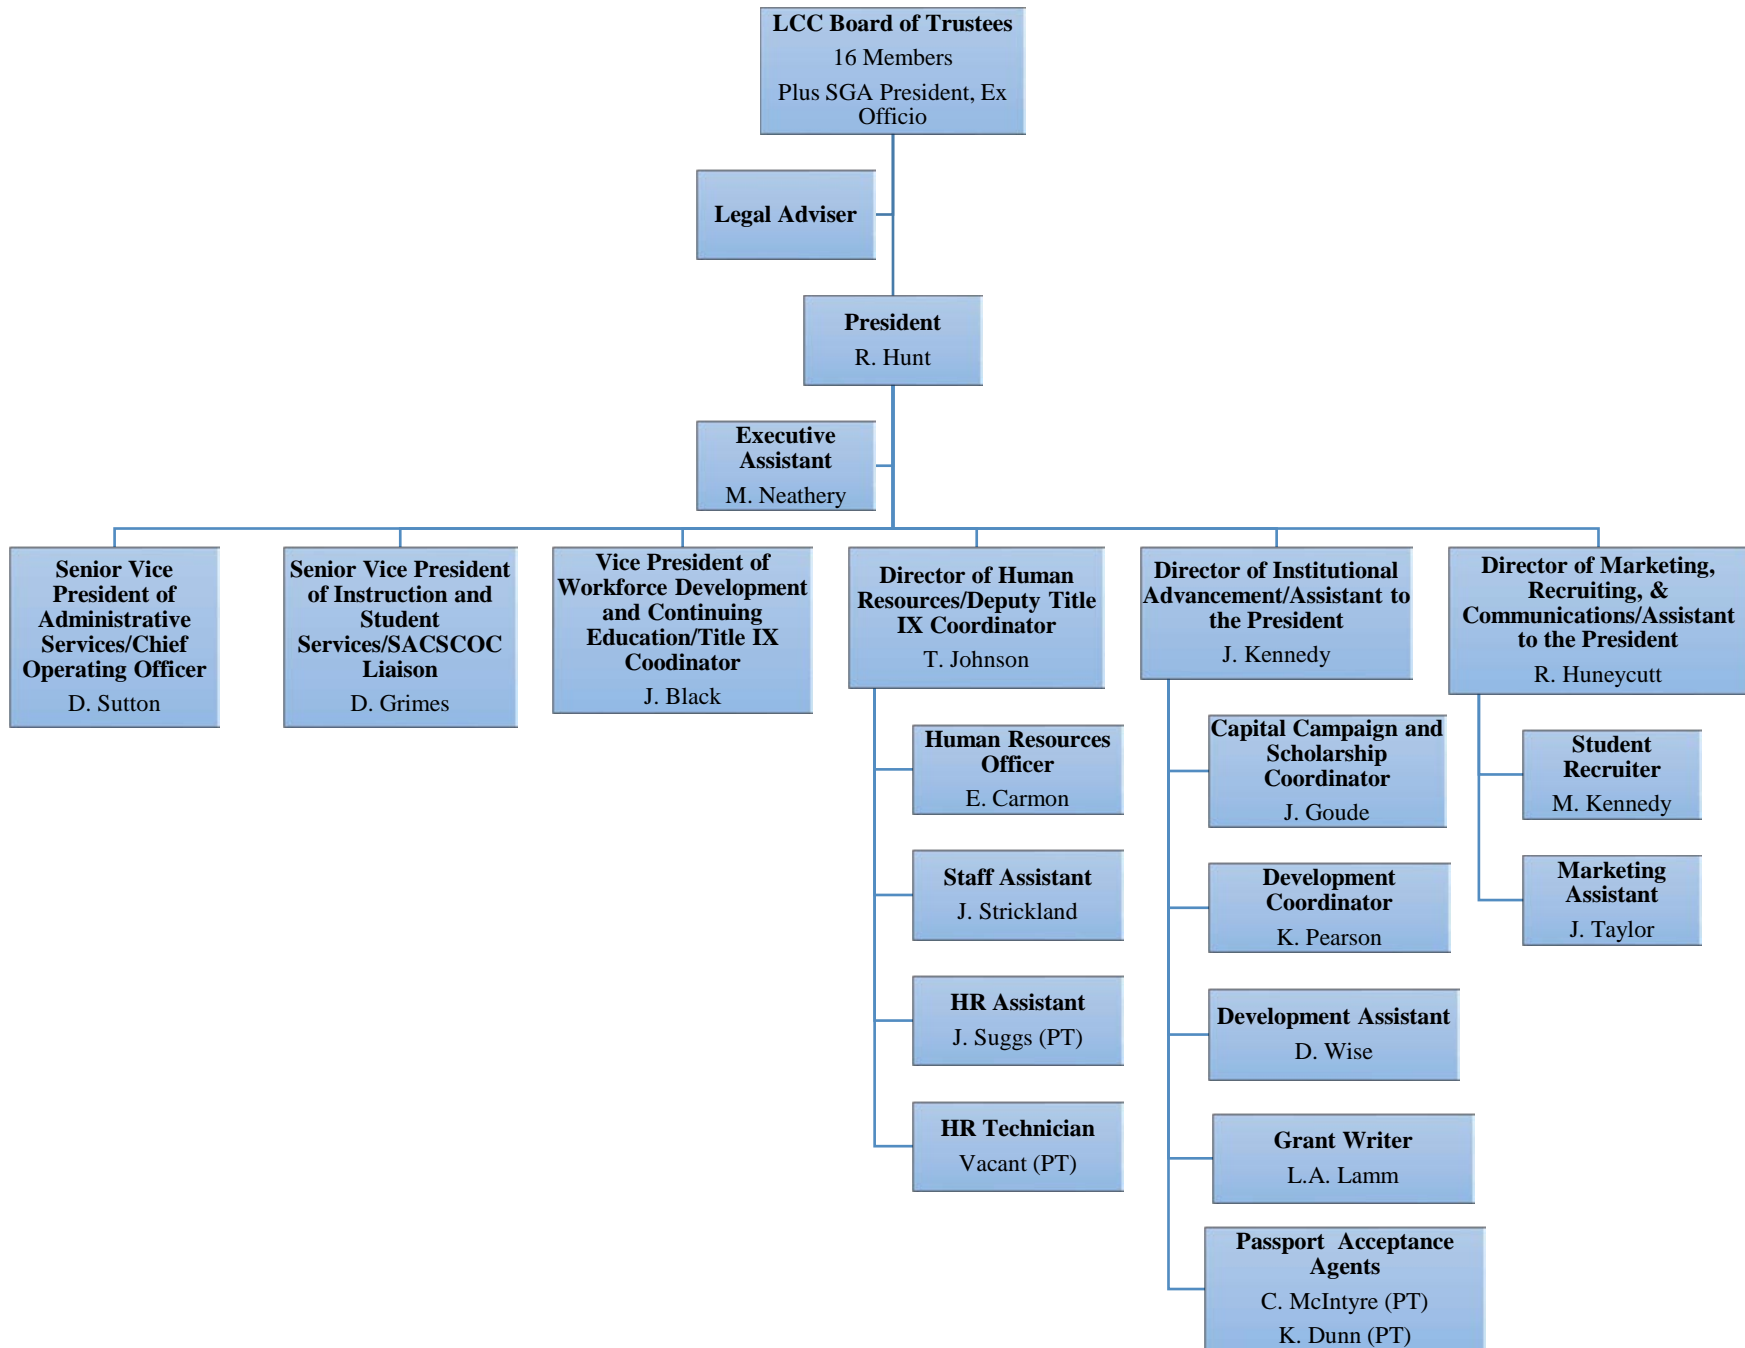 LCC Board of Trustees
16 Members
Plus SGA President, Ex
Officio
Legal Adviser
President
R. Hunt
Executive
Assistant
M. Neathery
Senior Vice
President of
Administrative
Services/Chief
Operating Officer
D. Sutton
Senior Vice President
of Instruction and
Student
Services/SACSCOC
Liaison
D. Grimes
Vice President of
Workforce Development
and Continuing
Education/Title IX
Coodinator
J. Black
Director of Human
Resources/Deputy Title
IX Coordinator
T. Johnson
Director of Institutional
Advancement/Assistant to
the President
J. Kennedy
Director of Marketing,
Recruiting, &
Communications/Assistant
to the President
R. Huneycutt
Human Resources
Officer
E. Carmon
Staff Assistant
J. Strickland
HR Assistant
J. Suggs (PT)
HR Technician
Vacant (PT)
Capital Campaign and
Scholarship
Coordinator
J. Goude
Development
Coordinator
K. Pearson
Development Assistant
D. Wise
Grant Writer
L.A. Lamm
Passport Acceptance
Agents
C. McIntyre (PT)
K. Dunn (PT)
Student
Recruiter
M. Kennedy
Marketing
Assistant
J. Taylor